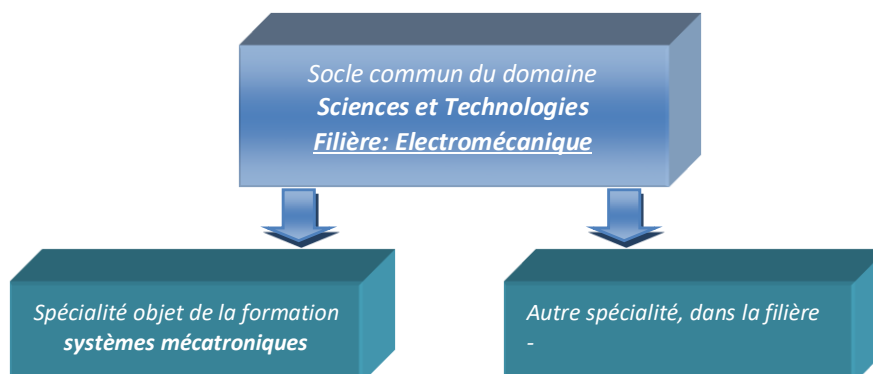 Socle commun du domaine
Sciences et Technologies
Filière: Electromécanique
Spécialité objet de la formation
systèmes mécatroniques
Autre spécialité, dans la filière
-